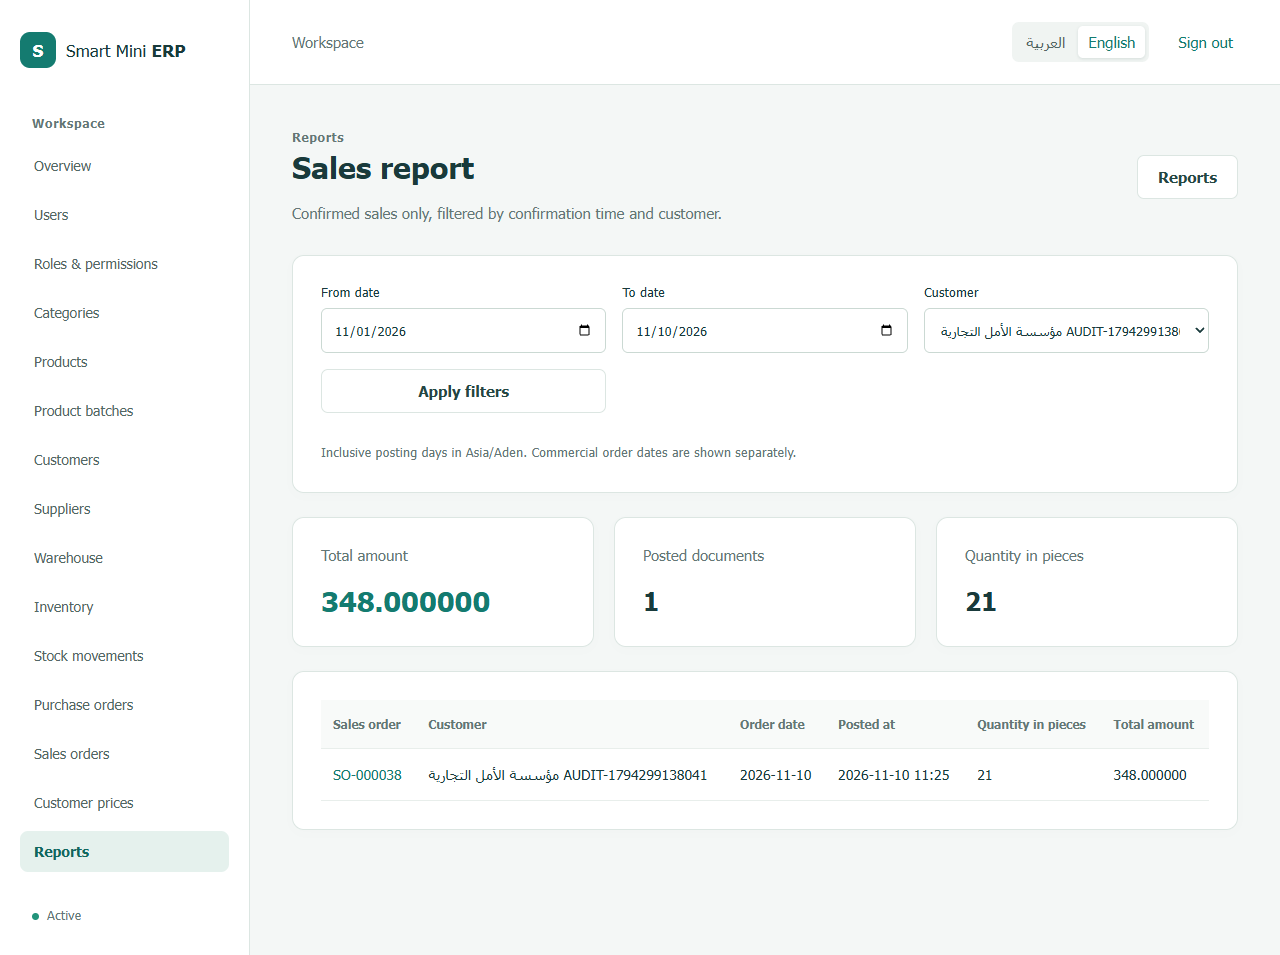 S Smart Mini ERP
Workspace
Overview
Users
Roles & permissions
Categories
Products
Product batches
Customers
Suppliers
Warehouse
Inventory
Stock movements
Purchase orders
Sales orders
Customer prices
Reports
Active
Workspace العربية English Sign out
Reports
Sales report
Reports
Confirmed sales only, filtered by confirmation time and customer.
From date To date Customer
11/01/2026 11/10/2026 مؤسسة الأمل التجارية AUDIT-1794299138
Apply filters
Inclusive posting days in Asia/Aden. Commercial order dates are shown separately.
Total amount Posted documents Quantity in pieces
348.000000 1 21
Sales order Customer Order date Posted at Quantity in pieces Total amount
SO-000038 مؤسسة الأمل التجارية AUDIT-1794299138041 2026-11-10 2026-11-10 11:25 21 348.000000